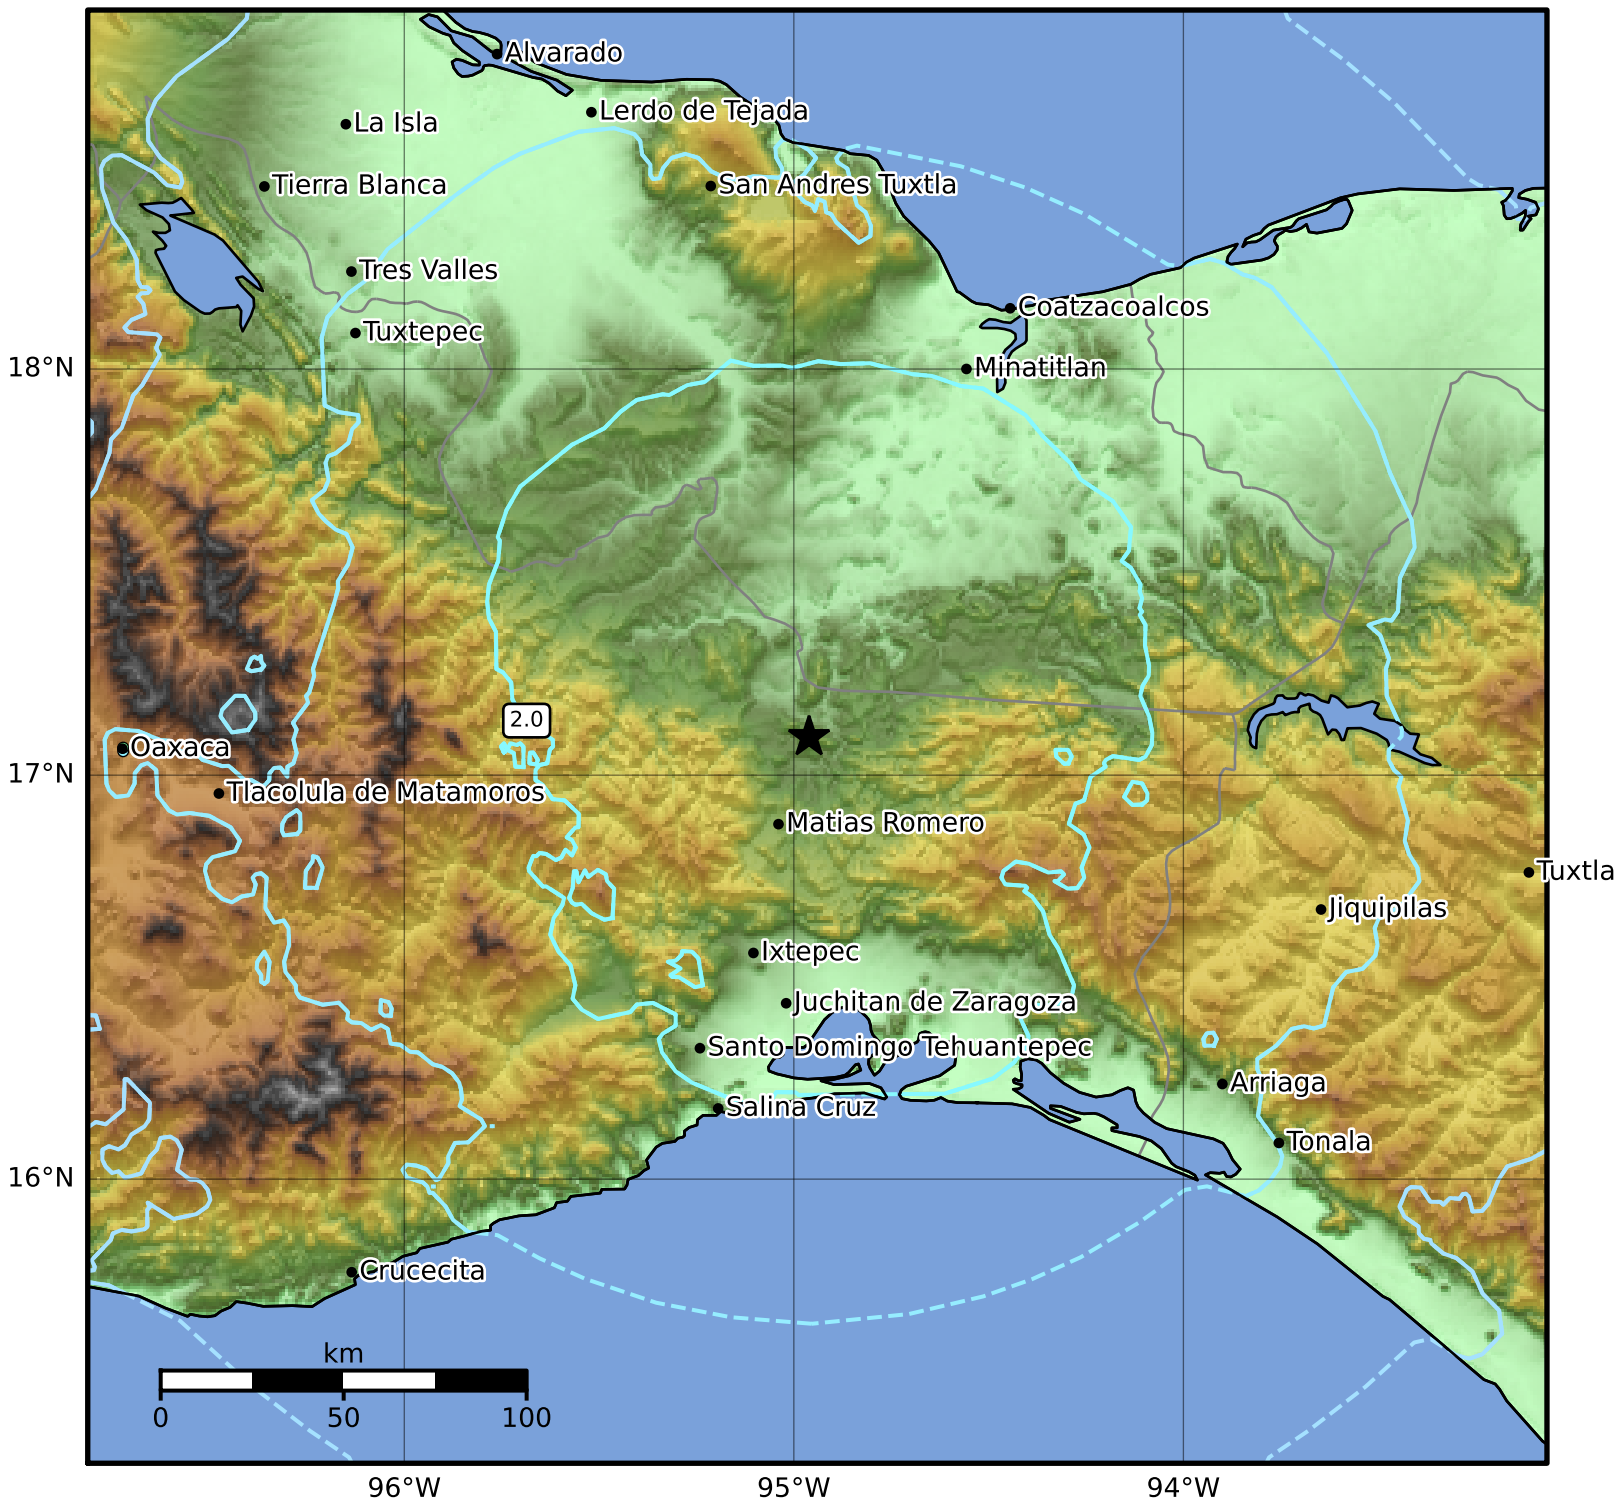 Alvarado
Lerdo de Tejada
La Isla
Tierra Blanca
San Andres Tuxtla
Tres Valles
Coatzacoalcos
Tuxtepec
18°N
Minatitlan
2.0
Oaxaca
17°N
Tlacolula de Matamoros
Matias Romero
Tuxtla
Jiquipilas
Ixtepec
Juchitan de Zaragoza
Santo Domingo Tehuantepec
Arriaga
Salina Cruz
Tonala
16°N
Crucecita
km
0 50 100
96°W 95°W 94°W